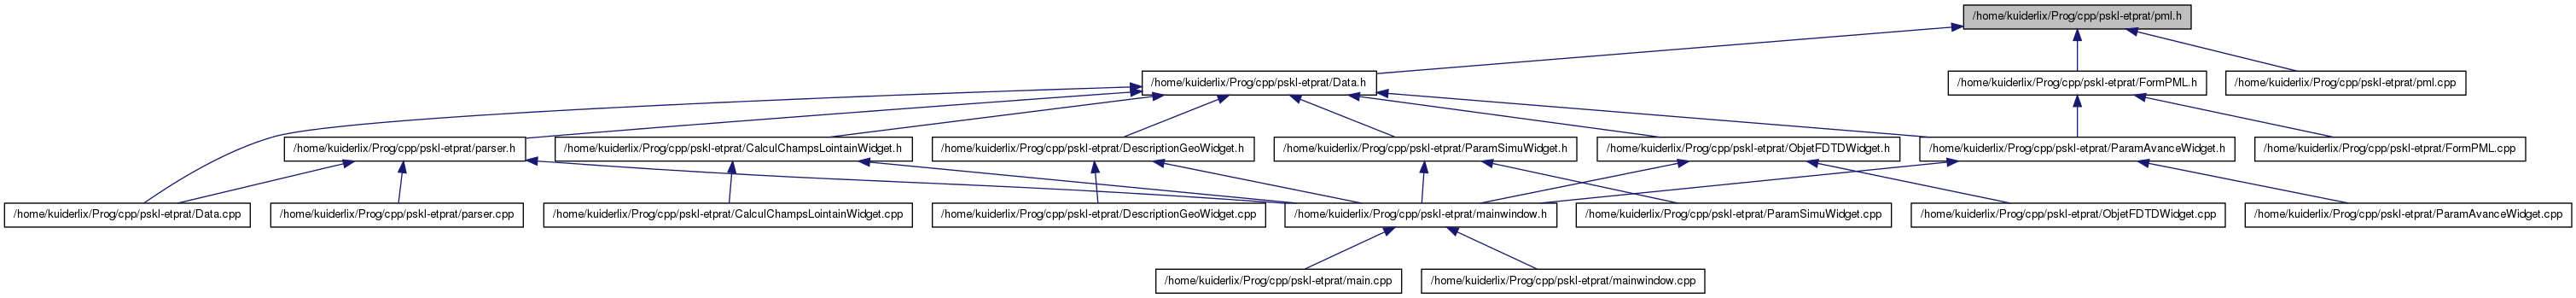 /home/kuiderlix/Prog/cpp/pskl-etprat/pml.h
/home/kuiderlix/Prog/cpp/pskl-etprat/Data.h
/home/kuiderlix/Prog/cpp/pskl-etprat/FormPML.h
/home/kuiderlix/Prog/cpp/pskl-etprat/pml.cpp
/home/kuiderlix/Prog/cpp/pskl-etprat/parser.h
/home/kuiderlix/Prog/cpp/pskl-etprat/CalculChampsLointainWidget.h
/home/kuiderlix/Prog/cpp/pskl-etprat/DescriptionGeoWidget.h
/home/kuiderlix/Prog/cpp/pskl-etprat/ParamSimuWidget.h
/home/kuiderlix/Prog/cpp/pskl-etprat/ObjetFDTDWidget.h
/home/kuiderlix/Prog/cpp/pskl-etprat/ParamAvanceWidget.h
/home/kuiderlix/Prog/cpp/pskl-etprat/FormPML.cpp
/home/kuiderlix/Prog/cpp/pskl-etprat/Data.cpp
/home/kuiderlix/Prog/cpp/pskl-etprat/parser.cpp
/home/kuiderlix/Prog/cpp/pskl-etprat/CalculChampsLointainWidget.cpp
/home/kuiderlix/Prog/cpp/pskl-etprat/DescriptionGeoWidget.cpp
/home/kuiderlix/Prog/cpp/pskl-etprat/mainwindow.h
/home/kuiderlix/Prog/cpp/pskl-etprat/ParamSimuWidget.cpp
/home/kuiderlix/Prog/cpp/pskl-etprat/ObjetFDTDWidget.cpp
/home/kuiderlix/Prog/cpp/pskl-etprat/ParamAvanceWidget.cpp
/home/kuiderlix/Prog/cpp/pskl-etprat/main.cpp
/home/kuiderlix/Prog/cpp/pskl-etprat/mainwindow.cpp